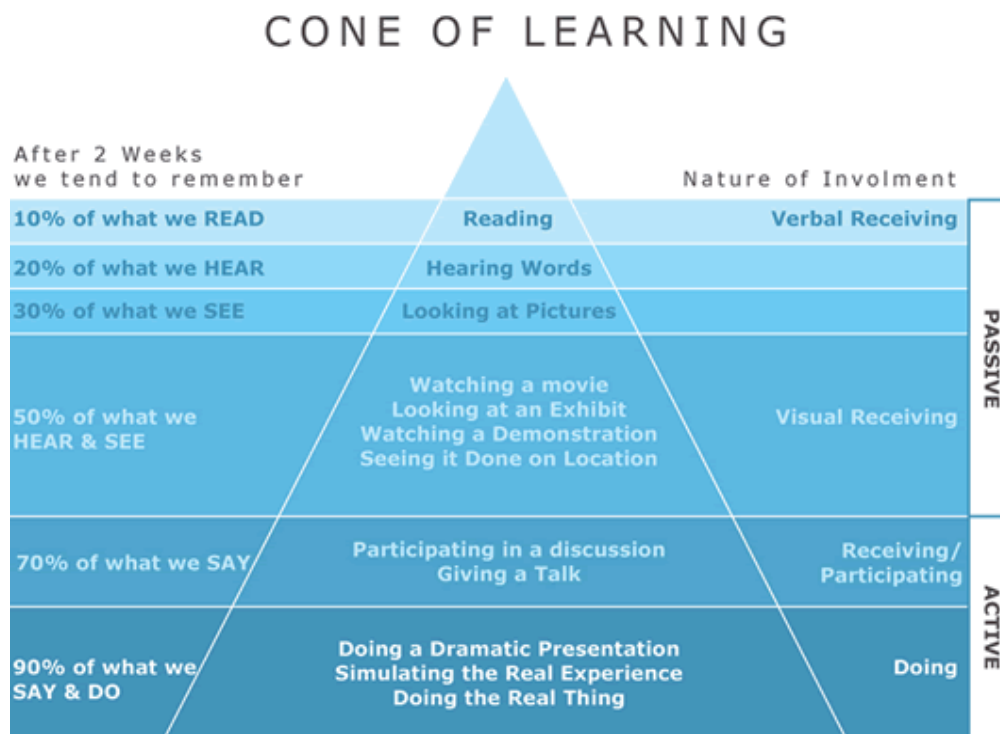 CONE OF LEARNING
After 2 Weeks
we tend to remember
Nature of Involment
10% of what we READ
Reading
Verbal Receiving
20% of what we HEAR
Hearing Words
30% of what we SEE
Looking at Pictures
50% of what we
HEAR & SEE
Watching a movie
Looking at an Exhibit
Watching a Demonstration
Seeing it Done on Location
Visual Receiving
PASSIVE
70% of what we SAY
Participating in a discussion
Giving a Talk
Receiving/
Participating
90% of what we
SAY & DO
Doing a Dramatic Presentation
Simulating the Real Experience
Doing the Real Thing
Doing
ACTIVE